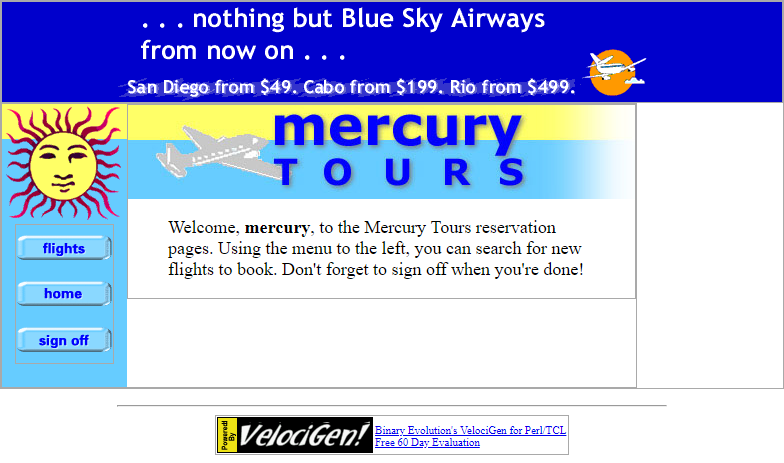 . . . nothing but Blue Sky Airways
from now on . . .
San Diego from $49. Cabo from $199. Rio from $499.
mercury
TOURS
flights
home
sign off
Welcome, mercury, to the Mercury Tours reservation
pages. Using the menu to the left, you can search for new
flights to book. Don't forget to sign off when you're done!
Powered!
By
VelociGen!
Binary Evolution's VelociGen for Perl/TCL
Free 60 Day Evaluation